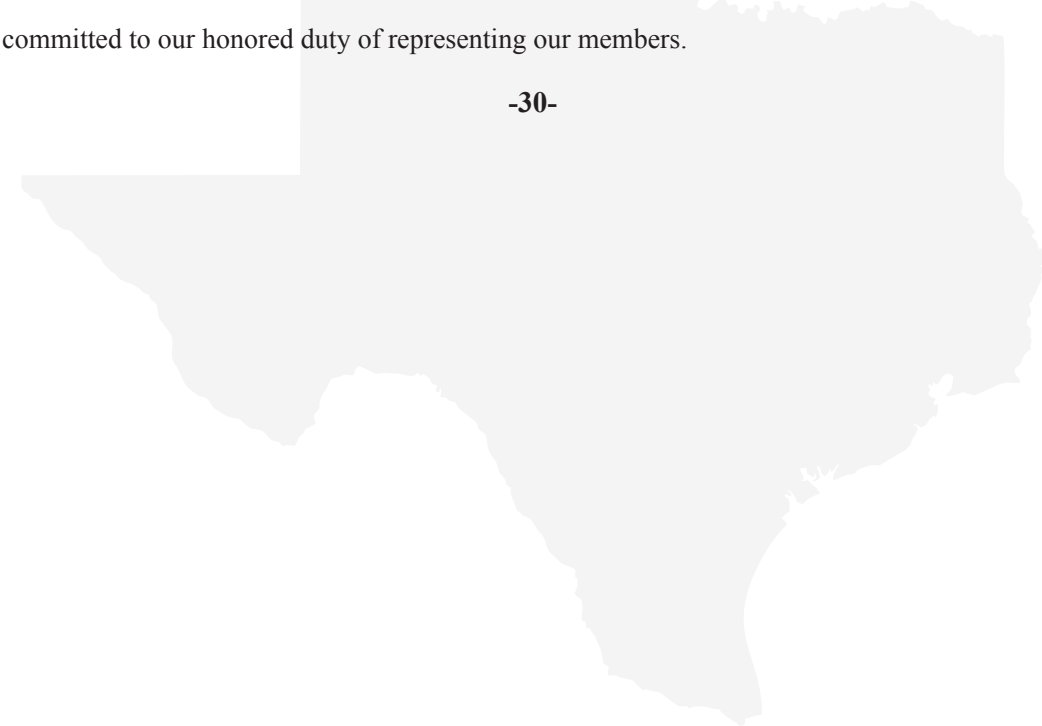 committed to our honored duty of representing our members.
-30-